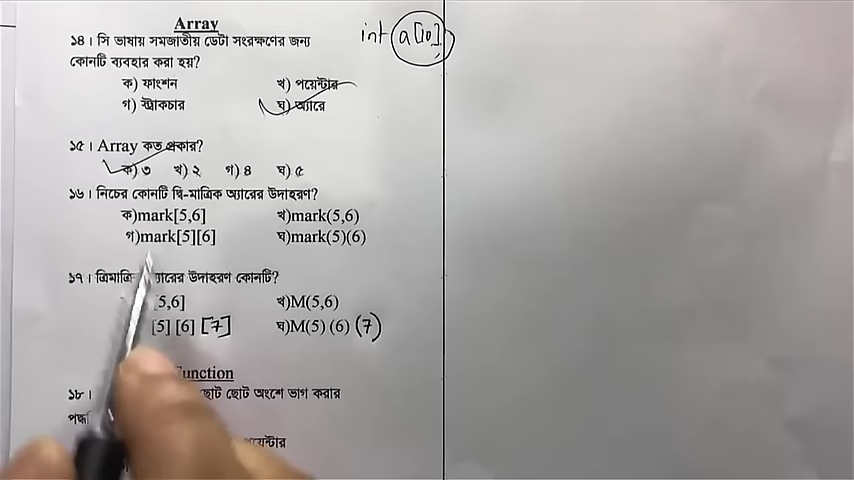 Array
int a[10];
১৪। সি ভাষায় সমজাতীয় ডেটা সংরক্ষণের জন্য
কোনটি ব্যবহার করা হয়?
ক) ফাংশন খ) পয়েন্টার
গ) স্ট্রাকচার ঘ) অ্যারে
১৫। Array কত প্রকার?
ক) ৩ খ) ২ গ) ৪ ঘ) ৫
১৬। নিচের কোনটি দ্বি-মাত্রিক অ্যারের উদাহরণ?
ক)mark[5,6] খ)mark(5,6)
গ)mark[5][6] ঘ)mark(5)(6)
১৭। ত্রিমাত্রি অ্যারের উদাহরণ কোনটি?
[5,6] খ)M(5,6)
[5] [6] [7] ঘ)M(5) (6) (7)
Function
১৮। ছোট ছোট অংশে ভাগ করার
পদ্ধ
পয়েন্টার